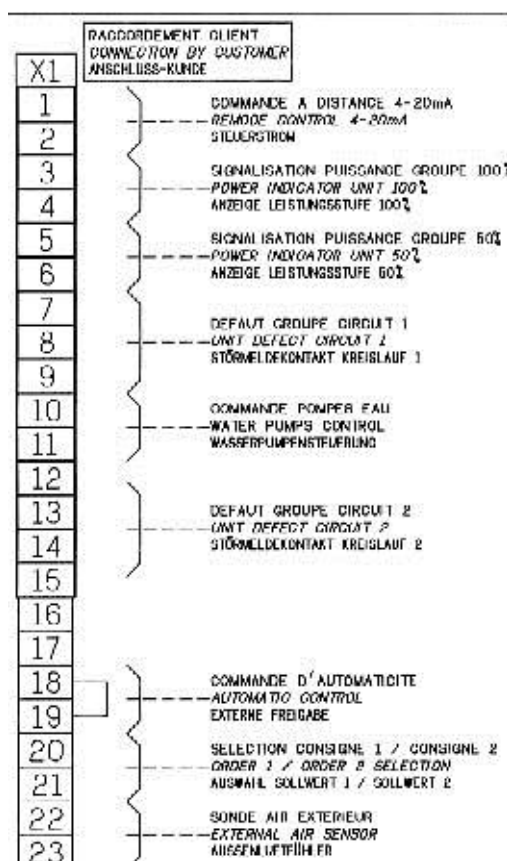 RACCORDEMENT CLIENT
CONNECTION BY CUSTOMER
ANSCHLUSS-KUNDE
X1
1
COMMANDE A DISTANCE 4-20mA
REMODE CONTROL 4-20mA
2
STEUERSTROM
3
SIGNALISATION PUISSANCE GROUPE 100%
POWER INDICATOR UNIT 100%
4
ANZEIGE LEISTUNGSSTUFE 100%
5
SIGNALISATION PUISSANCE GROUPE 50%
POWER INDICATOR UNIT 50%
6
ANZEIGE LEISTUNGSSTUFE 50%
7
DEFAUT GROUPE CIRCUIT 1
8
UNIT DEFECT CIRCUIT 1
STÖRMELDEKONTAKT KREISLAUF 1
9
10
COMMANDE POMPES EAU
WATER PUMPS CONTROL
11
WASSERPUMPENSTEUERUNG
12
13
DEFAUT GROUPE CIRCUIT 2
UNIT DEFECT CIRCUIT 2
14
STÖRMELDEKONTAKT KREISLAUF 2
15
16
17
18
COMMANDE D'AUTOMATICITE
AUTOMATIC CONTROL
19
EXTERNE FREIGABE
20
SELECTION CONSIGNE 1 / CONSIGNE 2
ORDER 1 / ORDER 2 SELECTION
21
AUSWAHL SOLLWERT 1 / SOLLWERT 2
22
SONDE AIR EXTERIEUR
EXTERNAL AIR SENSOR
23
AUSSENLUFTFÜHLER